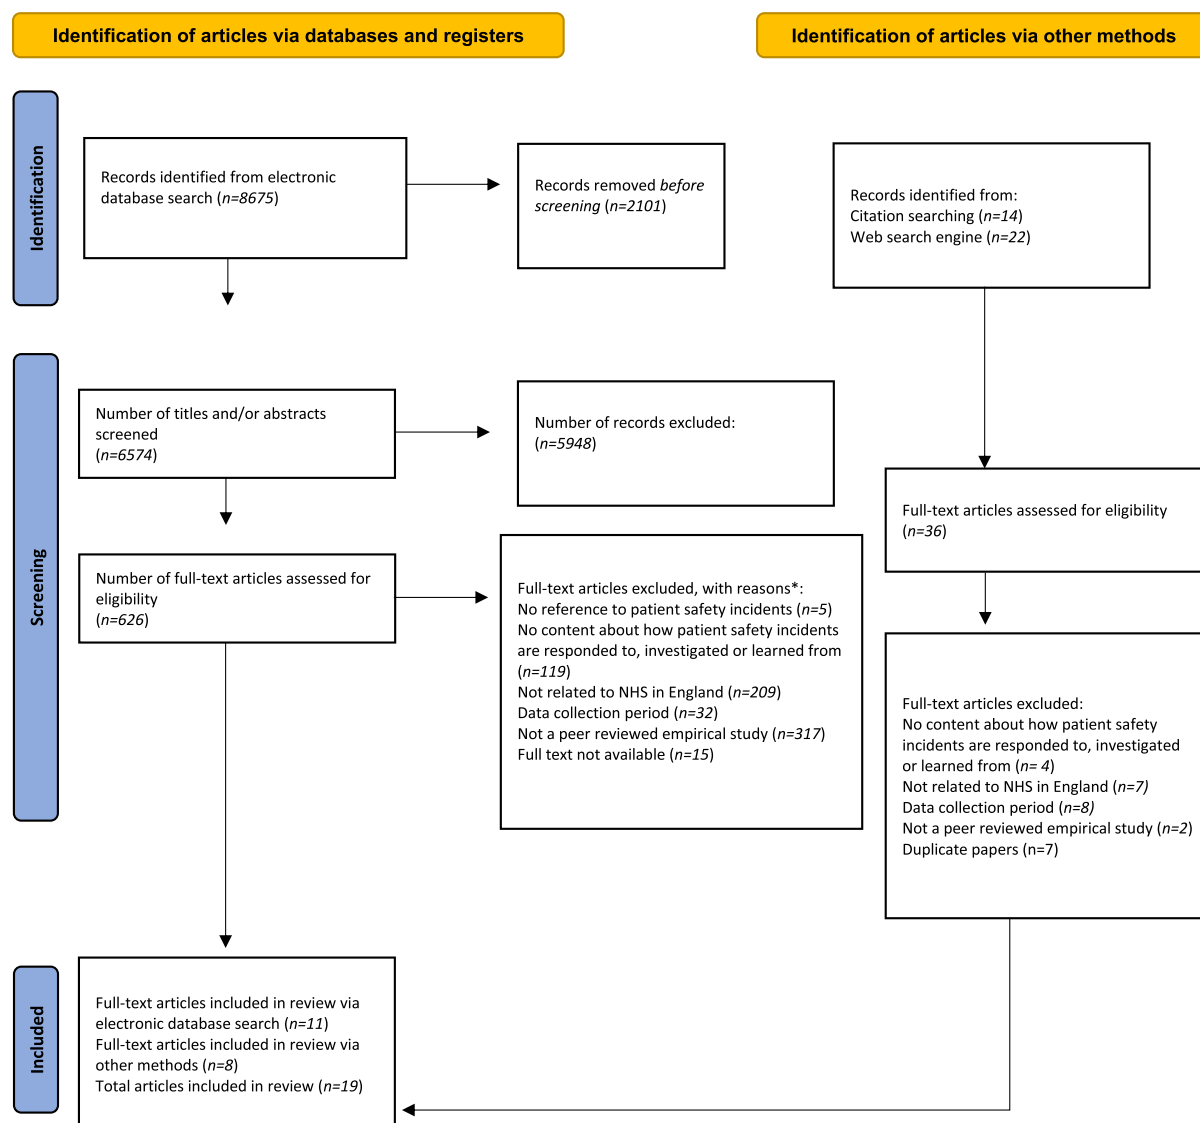 Identification of articles via databases and registers
Identification of articles via other methods
Identification
Records identified from electronic
database search (n=8675)
Records removed before
screening (n=2101)
Records identified from:
Citation searching (n=14)
Web search engine (n=22)
Screening
Number of titles and/or abstracts
screened
(n=6574)
Number of records excluded:
(n=5948)
Full-text articles assessed for eligibility
(n=36)
Number of full-text articles assessed for
eligibility
(n=626)
Full-text articles excluded, with reasons*:
No reference to patient safety incidents (n=5)
No content about how patient safety incidents
are responded to, investigated or learned from
(n=119)
Not related to NHS in England (n=209)
Data collection period (n=32)
Not a peer reviewed empirical study (n=317)
Full text not available (n=15)
Full-text articles excluded:
No content about how patient safety
incidents are responded to, investigated
or learned from (n= 4)
Not related to NHS in England (n=7)
Data collection period (n=8)
Not a peer reviewed empirical study (n=2)
Duplicate papers (n=7)
Included
Full-text articles included in review via
electronic database search (n=11)
Full-text articles included in review via
other methods (n=8)
Total articles included in review (n=19)